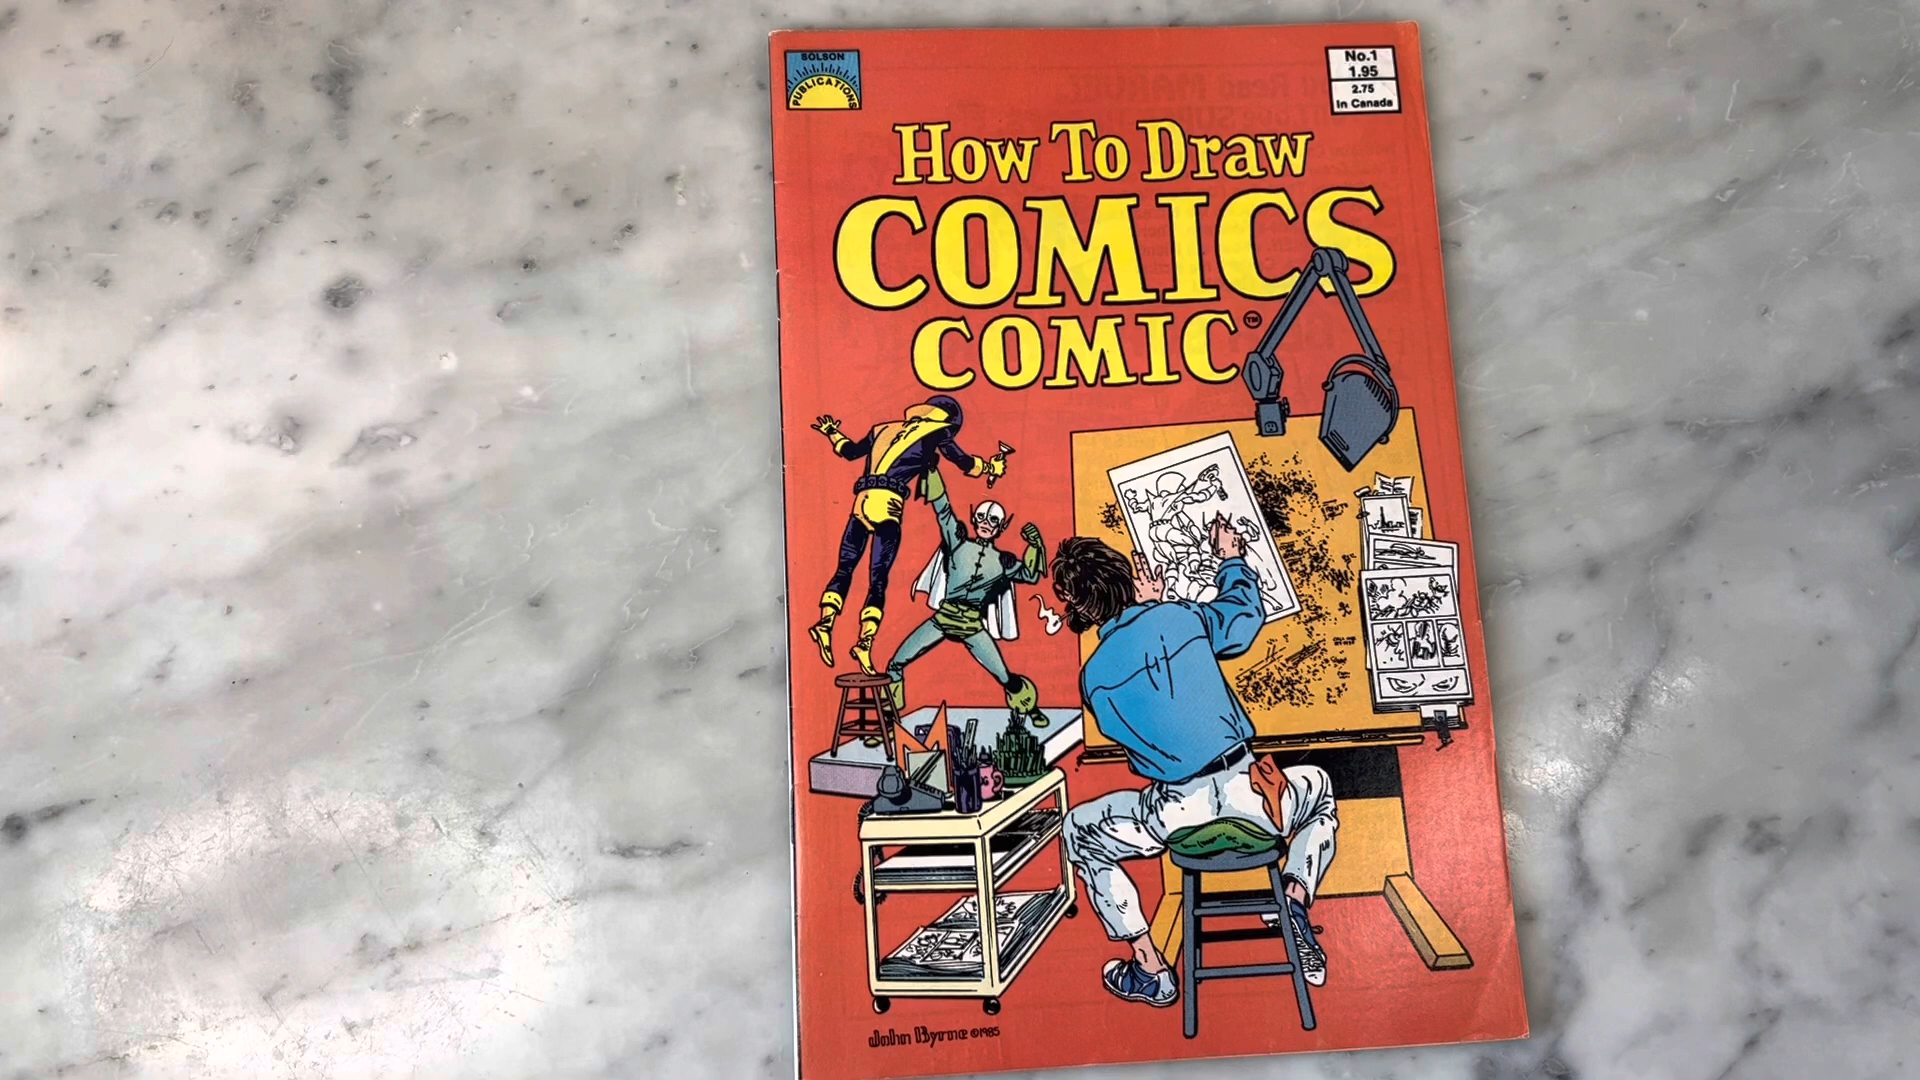 SOLSON
PUBLICATIONS
No.1
1.95
2.75
In Canada
How To Draw
COMICS
COMIC™
John Byrne ©1985